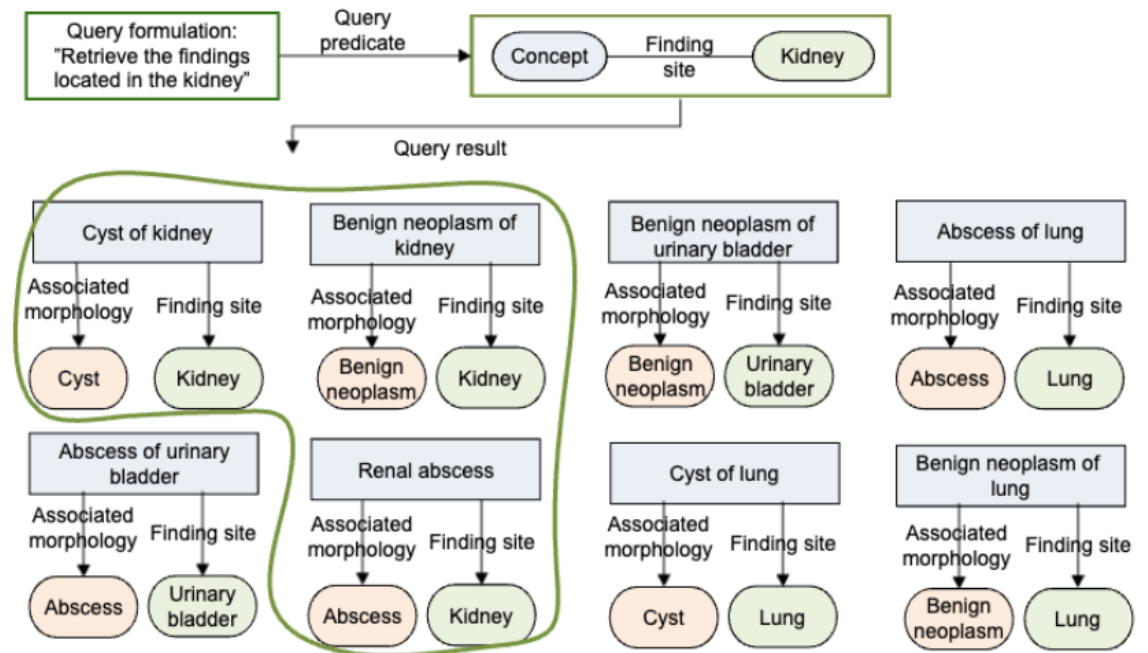 Query formulation:
"Retrieve the findings
located in the kidney"
Query
predicate
Concept
Finding
site
Kidney
Query result
Cyst of kidney
Associated
morphology
Finding site
Cyst
Kidney
Benign neoplasm of
kidney
Associated
morphology
Finding site
Benign
neoplasm
Kidney
Benign neoplasm of
urinary bladder
Associated
morphology
Finding site
Benign
neoplasm
Urinary
bladder
Abscess of lung
Associated
morphology
Finding site
Abscess
Lung
Abscess of urinary
bladder
Associated
morphology
Finding site
Abscess
Urinary
bladder
Renal abscess
Associated
morphology
Finding site
Abscess
Kidney
Cyst of lung
Associated
morphology
Finding site
Cyst
Lung
Benign neoplasm of
lung
Associated
morphology
Finding site
Benign
neoplasm
Lung